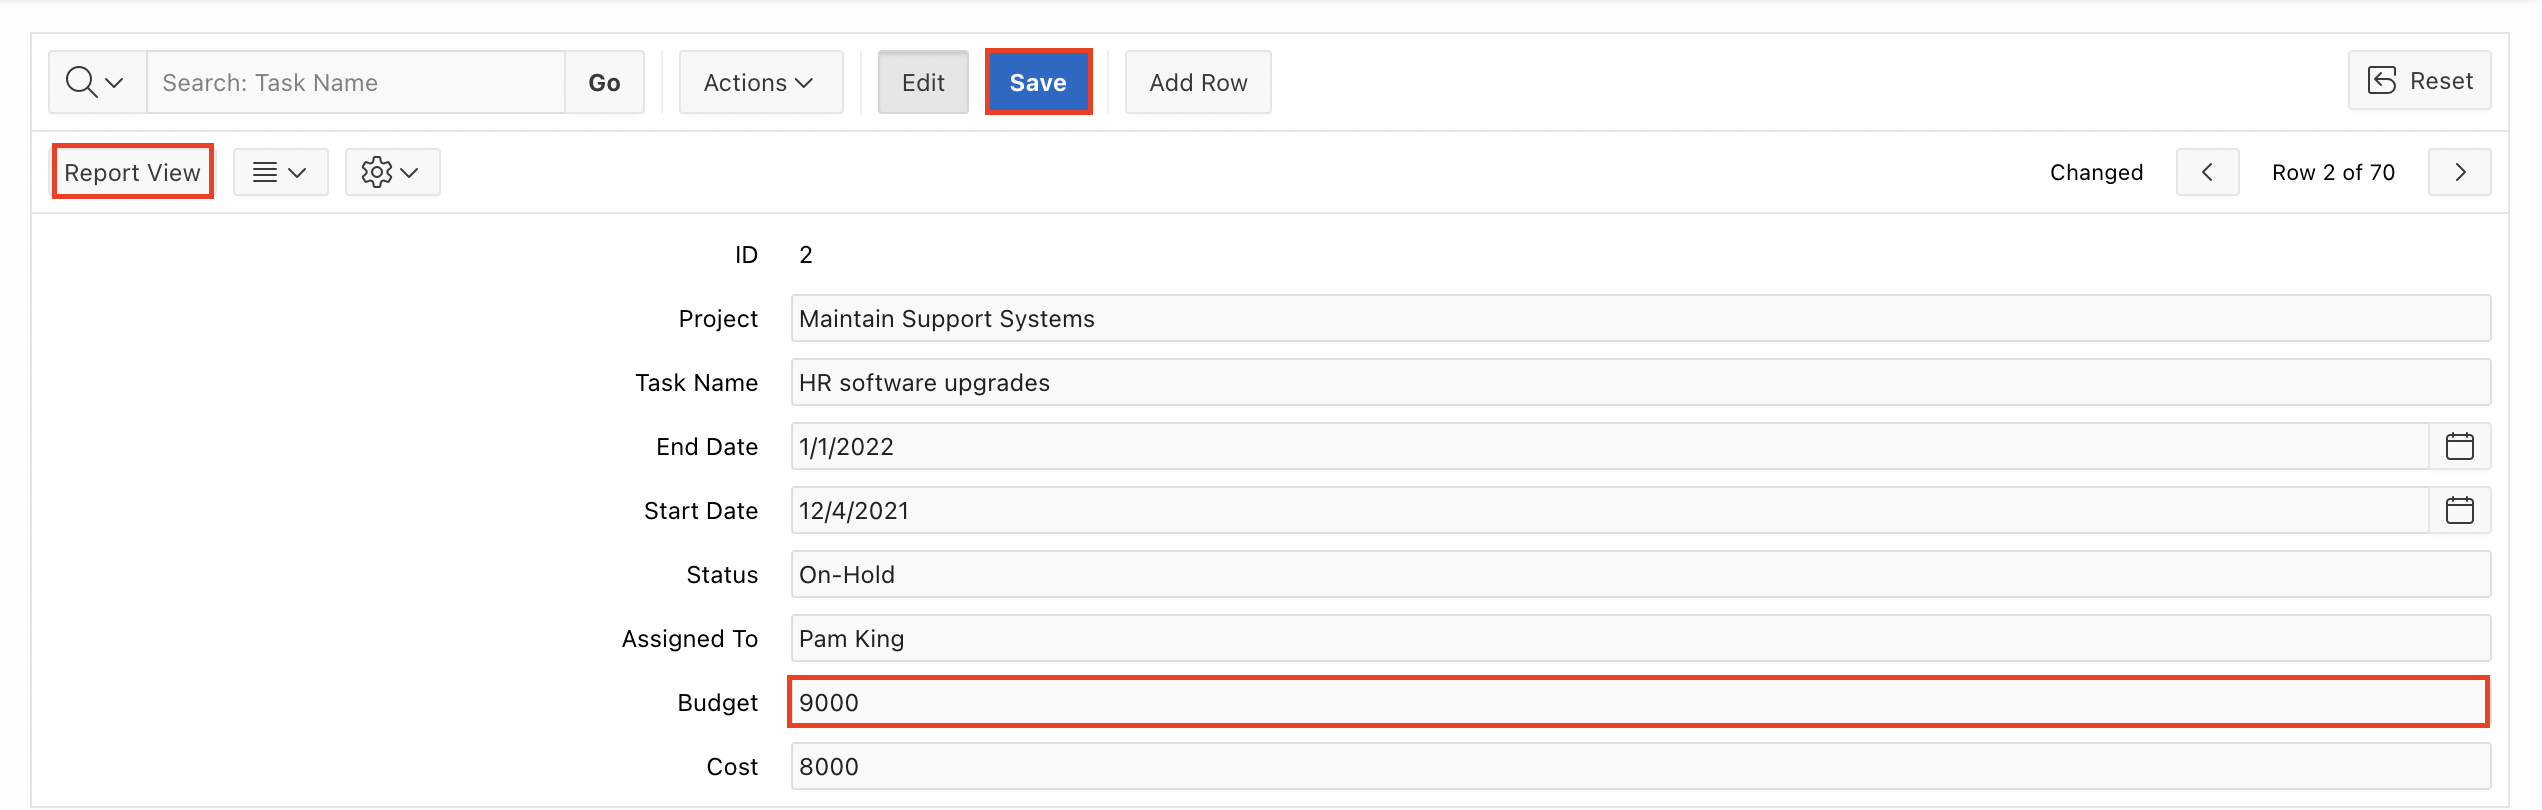 Search: Task Name Go Actions Edit Save Add Row Reset
Report View Changed Row 2 of 70
ID 2
Project Maintain Support Systems
Task Name HR software upgrades
End Date 1/1/2022
Start Date 12/4/2021
Status On-Hold
Assigned To Pam King
Budget 9000
Cost 8000